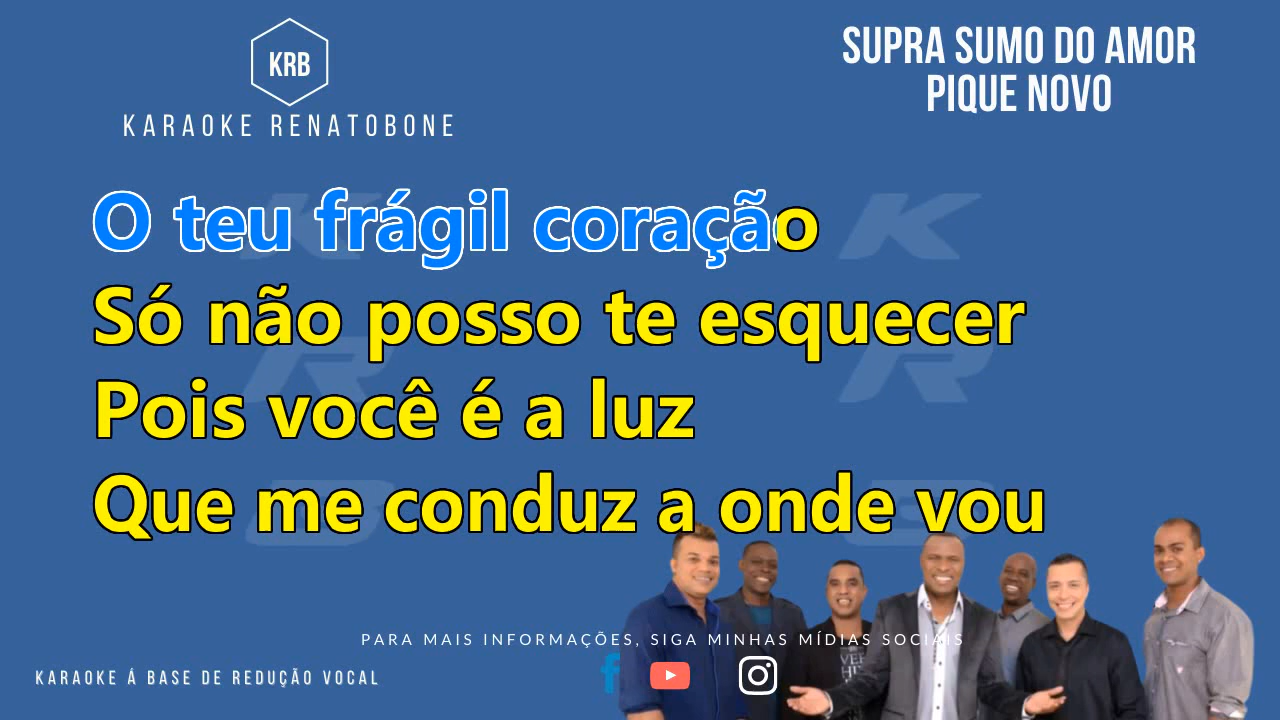 KRB
KARAOKE RENATOBONE
SUPRA SUMO DO AMOR
PIQUE NOVO
O teu frágil coração
Só não posso te esquecer
Pois você é a luz
Que me conduz a onde vou
K K
R R
B B
PARA MAIS INFORMAÇÕES, SIGA MINHAS MÍDIAS SOCIAIS
KARAOKE Á BASE DE REDUÇÃO VOCAL